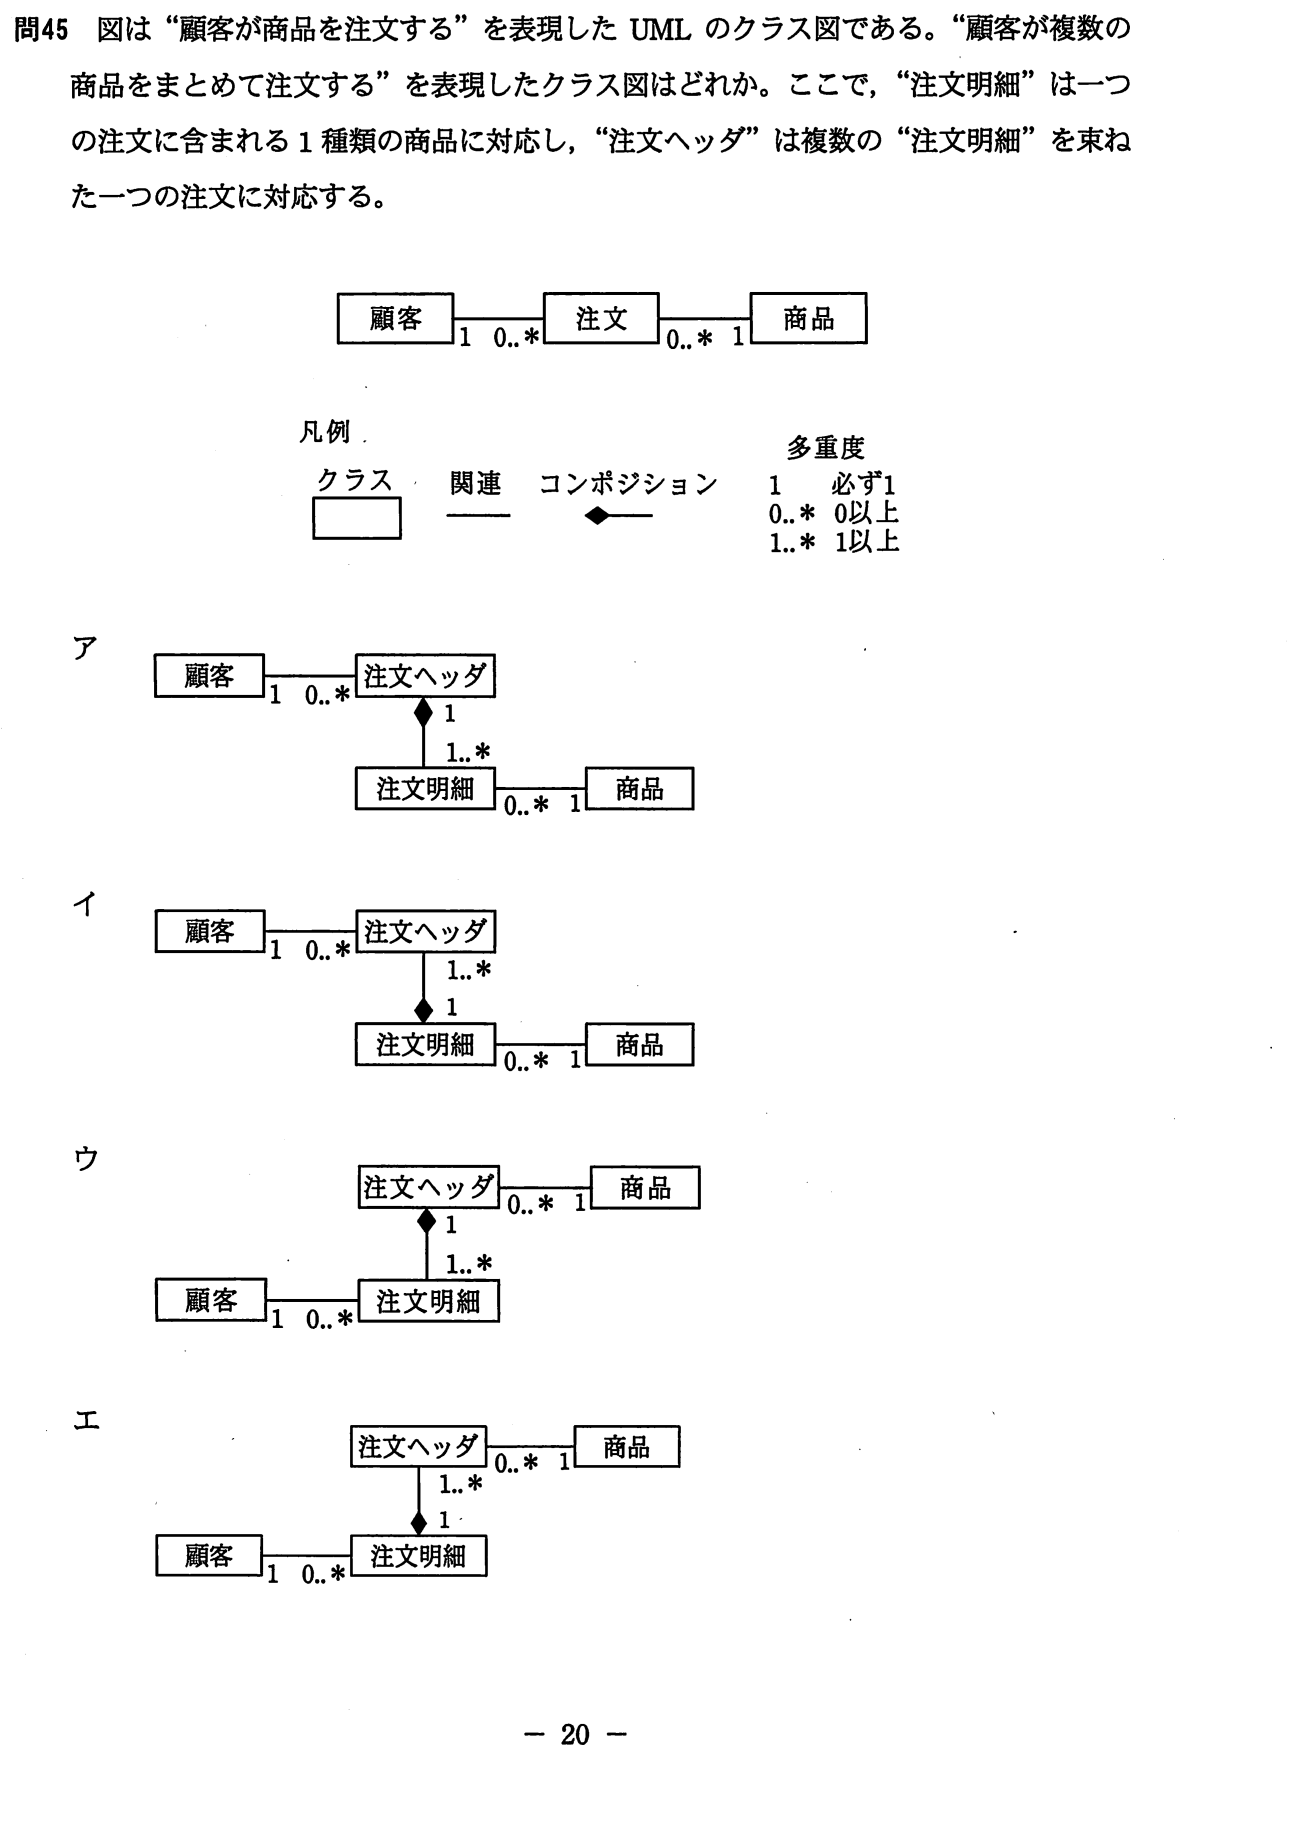 問45 図は“顧客が商品を注文する”を表現した UML のクラス図である。“顧客が複数の
商品をまとめて注文する”を表現したクラス図はどれか。ここで，“注文明細”は一つ
の注文に含まれる 1 種類の商品に対応し，“注文ヘッダ”は複数の“注文明細”を束ね
た一つの注文に対応する。
顧客 1 0..* 注文 0..* 1 商品
凡例
クラス 関連 コンポジション 多重度
1 必ず1
0..* 0以上
1..* 1以上
ア
顧客 1 0..* 注文ヘッダ
1
1..*
注文明細 0..* 1 商品
イ
顧客 1 0..* 注文ヘッダ
1..*
1
注文明細 0..* 1 商品
ウ
注文ヘッダ 0..* 1 商品
1
1..*
顧客 1 0..* 注文明細
エ
注文ヘッダ 0..* 1 商品
1..*
1
顧客 1 0..* 注文明細
－ 20 －